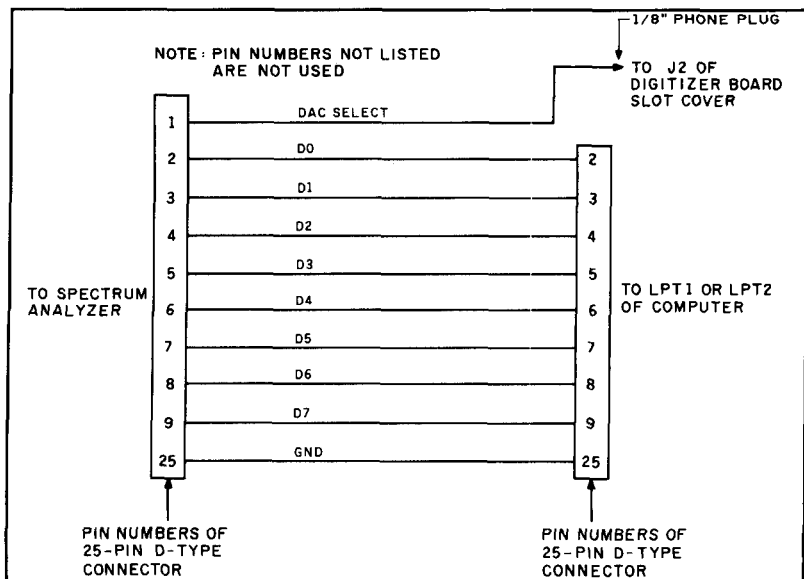 1/8" PHONE PLUG
NOTE: PIN NUMBERS NOT LISTED
ARE NOT USED
TO J2 OF
DIGITIZER BOARD
SLOT COVER
1
DAC SELECT
2
D0
2
3
D1
3
4
D2
4
5
D3
5
TO SPECTRUM
ANALYZER
6
D4
6
TO LPT1 OR LPT2
OF COMPUTER
7
D5
7
8
D6
8
9
D7
9
25
GND
25
PIN NUMBERS OF
25-PIN D-TYPE
CONNECTOR
PIN NUMBERS OF
25-PIN D-TYPE
CONNECTOR